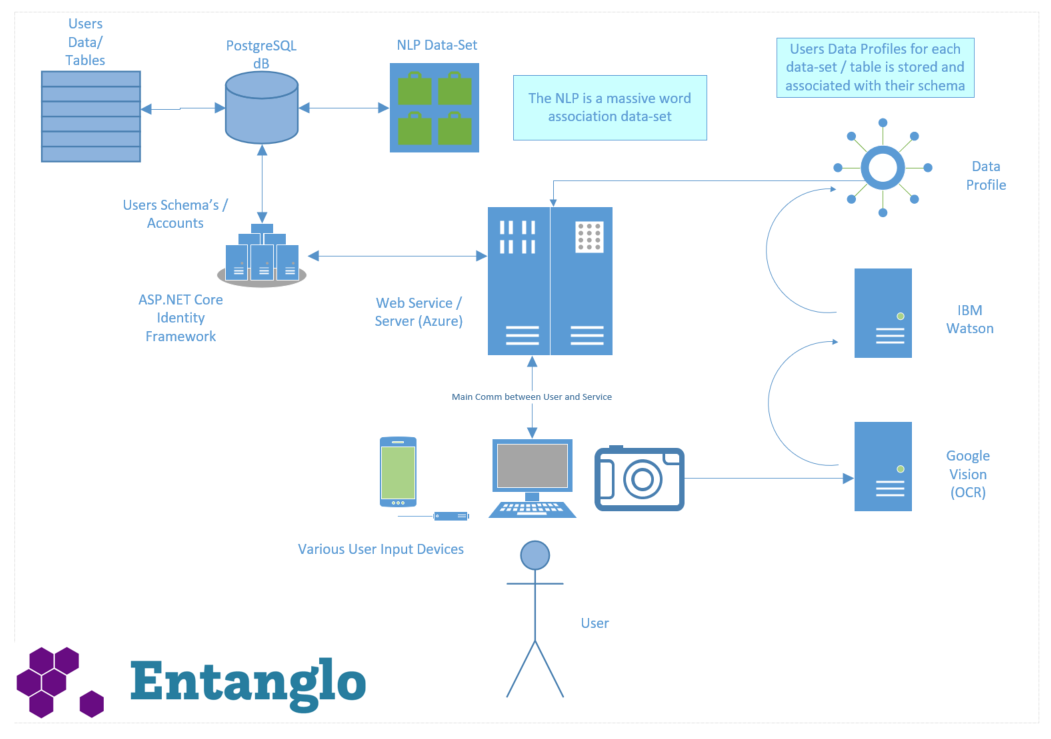 Users
Data/
Tables
PostgreSQL
dB
NLP Data-Set
The NLP is a massive word
association data-set
Users Data Profiles for each
data-set / table is stored and
associated with their schema
Data
Profile
Users Schema's /
Accounts
ASP.NET Core
Identity
Framework
Web Service /
Server (Azure)
IBM
Watson
Main Comm between User and Service
Google
Vision
(OCR)
Various User Input Devices
User
Entanglo